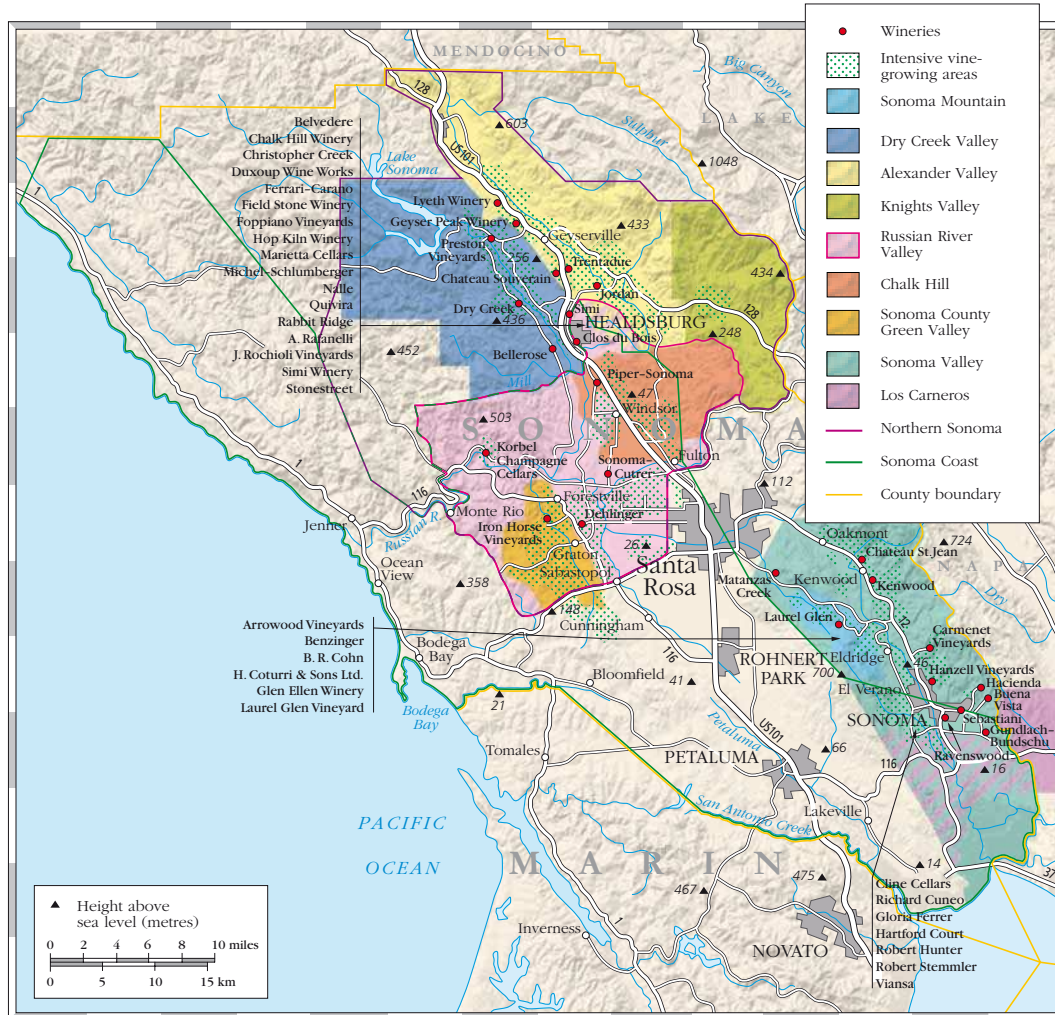 MENDOCINO
Big Canyon
LAKE
Sulphur
128
603
1048
US101
1
Lake
Sonoma
Belvedere
Chalk Hill Winery
Christopher Creek
Duxoup Wine Works
Ferrari-Carano
Field Stone Winery
Foppiano Vineyards
Hop Kiln Winery
Marietta Cellars
Michel-Schlumberger
Nalle
Quivira
Rabbit Ridge
A. Rafanelli
J. Rochioli Vineyards
Simi Winery
Stonestreet
Lyeth Winery
Geyser Peak Winery
Geyserville
433
Preston
Vineyards
256
Trentadue
434
Chateau Souverain
Jordan
Dry Creek
436
Simi
HEALDSBURG
128
248
Clos du Bois
452
Bellerose
Mill
Piper-Sonoma
47
Windsor
503
SONOMA
Korbel
Champagne
Cellars
Sonoma-
Cutrer
Fulton
112
1
116
Jenner
Monte Rio
Russian R.
Forestville
Dehlinger
Iron Horse
Vineyards
Graton
26
Sabastopol
Santa
Rosa
Ocean
View
358
148
Cunningham
Oakmont
724
Chateau St Jean
NAPA
Kenwood
Kenwood
Matanzas
Creek
Dry
12
Laurel Glen
Carmenet
Vineyards
Arrowood Vineyards
Benzinger
B. R. Cohn
H. Coturri & Sons Ltd.
Glen Ellen Winery
Laurel Glen Vineyard
Bodega
Bay
Bodega
Bay
ROHNERT
PARK
Eldridge
46
Hanzell Vineyards
700
El Verano
Hacienda
Buena
Vista
Bloomfield
41
116
21
SONOMA
Sebastiani
Gundlach-
Bundschu
Ravenswood
16
Petaluma
US101
66
116
Tomales
PETALUMA
Lakeville
San Antonio Creek
PACIFIC
OCEAN
MARIN
14
37
475
467
1
Inverness
NOVATO
Cline Cellars
Richard Cuneo
Gloria Ferrer
Hartford Court
Robert Hunter
Robert Stemmler
Viansa
Wineries
Intensive vine-
growing areas
Sonoma Mountain
Dry Creek Valley
Alexander Valley
Knights Valley
Russian River
Valley
Chalk Hill
Sonoma County
Green Valley
Sonoma Valley
Los Carneros
Northern Sonoma
Sonoma Coast
County boundary
Height above
sea level (metres)
0 2 4 6 8 10 miles
0 5 10 15 km